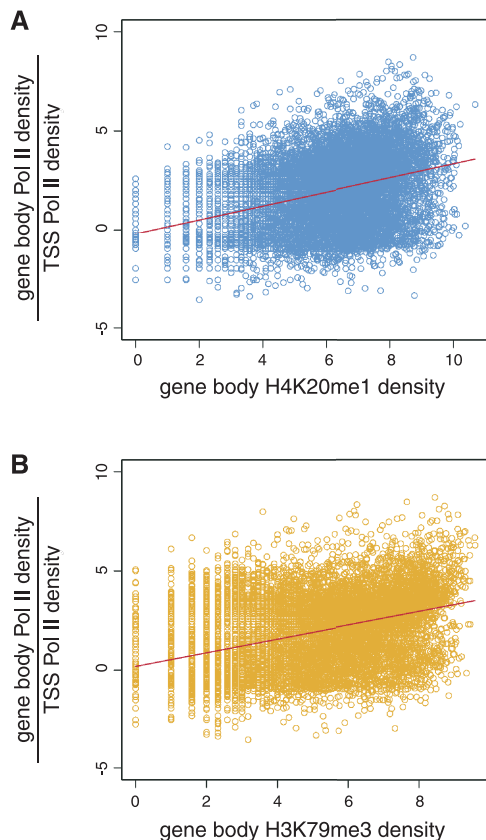 A
10
5
0
-5
gene body Pol II density
TSS Pol II densitv
0 2 4 6 8 10
gene body H4K20me1 density
B
10
5
0
-5
gene body Pol II density
TSS Pol II densitv
0 2 4 6 8
gene body H3K79me3 density